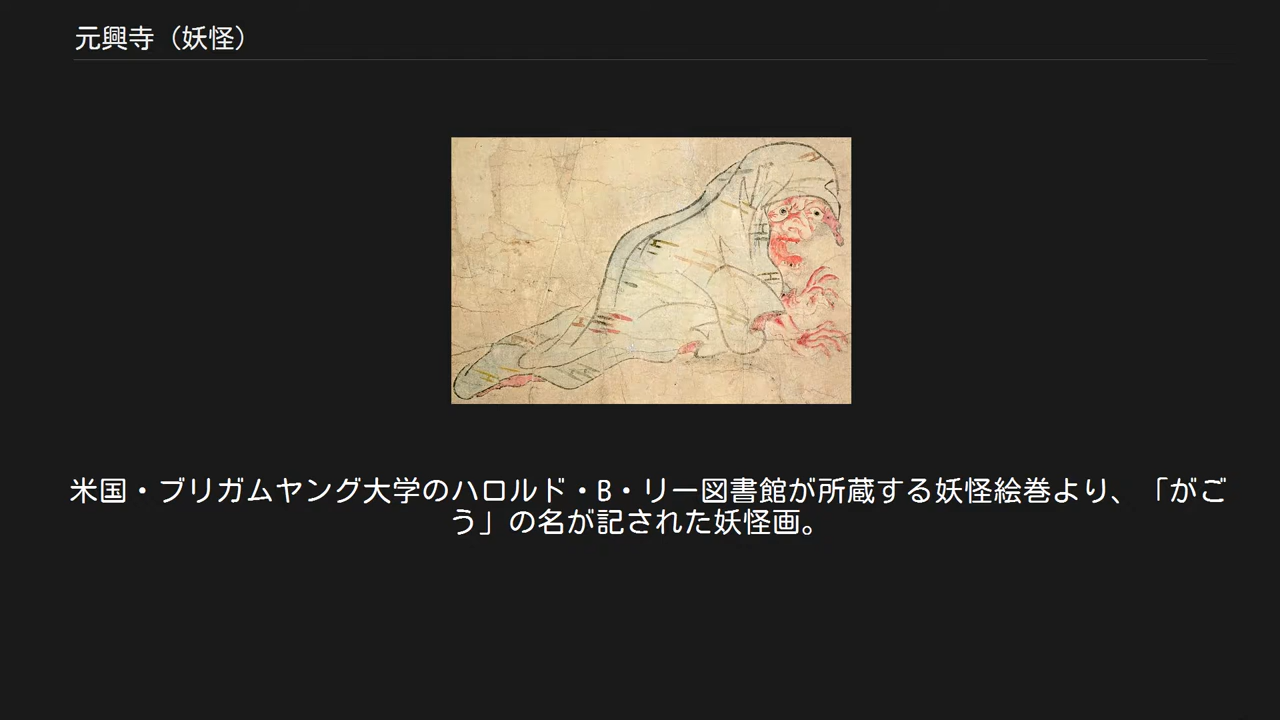 元興寺（妖怪）
米国・ブリガムヤング大学のハロルド・B・リー図書館が所蔵する妖怪絵巻より、「がご
う」の名が記された妖怪画。